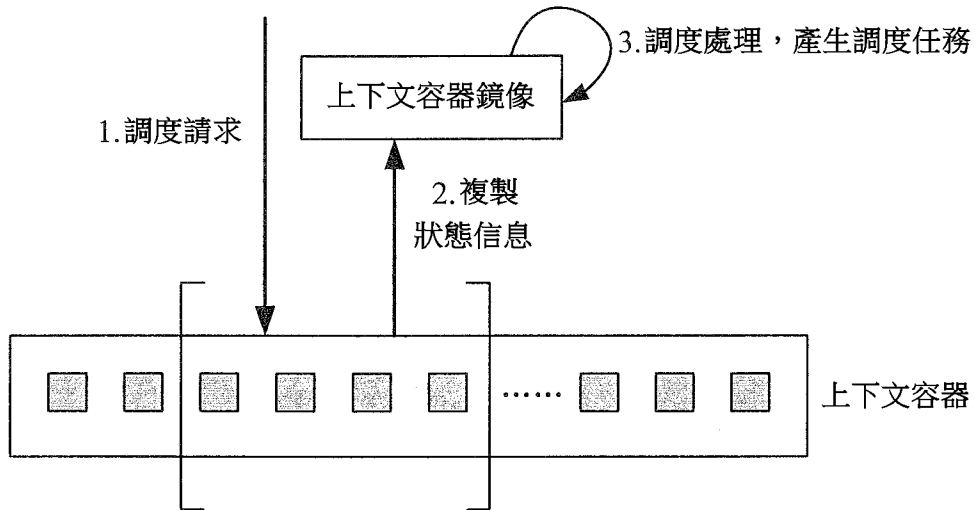 3.調度處理，產生調度任務
上下文容器鏡像
1.調度請求
2.複製
狀態信息
......
上下文容器